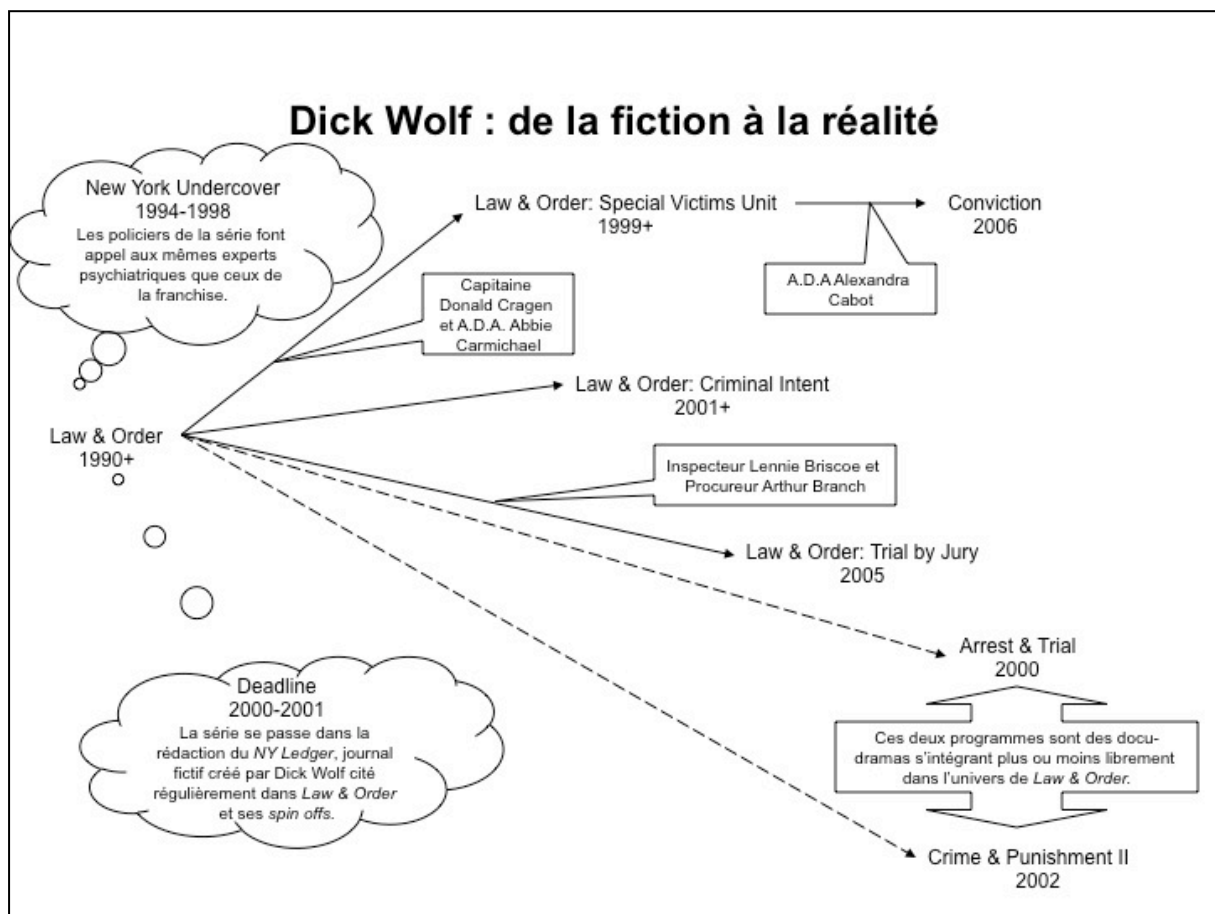 Dick Wolf : de la fiction à la réalité
New York Undercover
1994-1998
Les policiers de la série font
appel aux mêmes experts
psychiatriques que ceux de
la franchise.
Law & Order: Special Victims Unit
1999+
Conviction
2006
A.D.A Alexandra
Cabot
Capitaine
Donald Cragen
et A.D.A. Abbie
Carmichael
Law & Order: Criminal Intent
2001+
Law & Order
1990+
Inspecteur Lennie Briscoe et
Procureur Arthur Branch
Law & Order: Trial by Jury
2005
Arrest & Trial
2000
Deadline
2000-2001
La série se passe dans la
rédaction du NY Ledger, journal
fictif créé par Dick Wolf cité
régulièrement dans Law & Order
et ses spin offs.
Ces deux programmes sont des docu-
dramas s'intégrant plus ou moins librement
dans l'univers de Law & Order.
Crime & Punishment II
2002